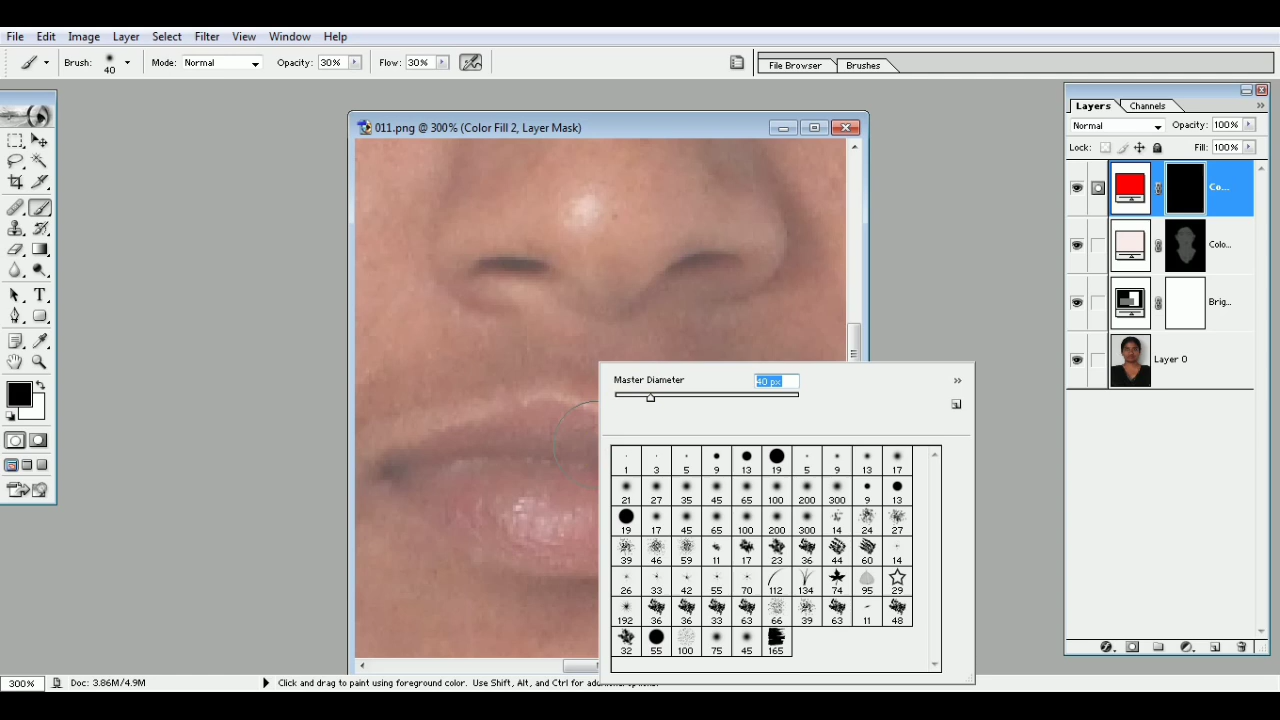 File Edit Image Layer Select Filter View Window Help
Brush: 40 Mode: Normal Opacity: 30% Flow: 30% File Browser Brushes
011.png @ 300% (Color Fill 2, Layer Mask)
Layers Channels
Normal Opacity: 100%
Lock: Fill: 100%
Co...
Colo...
Brig...
Layer 0
Master Diameter 40 px
1 3 5 9 13 19 5 9 13 17
21 27 35 45 65 100 200 300 9 13
19 17 45 65 100 200 300 14 24 27
39 46 59 11 17 23 36 44 60 14
26 33 42 55 70 112 134 74 95 29
192 36 36 33 63 66 39 63 11 48
32 55 100 75 45 165
300% Doc: 3.86M/4.9M Click and drag to paint using foreground color. Use Shift, Alt, and Ctrl for additional options.